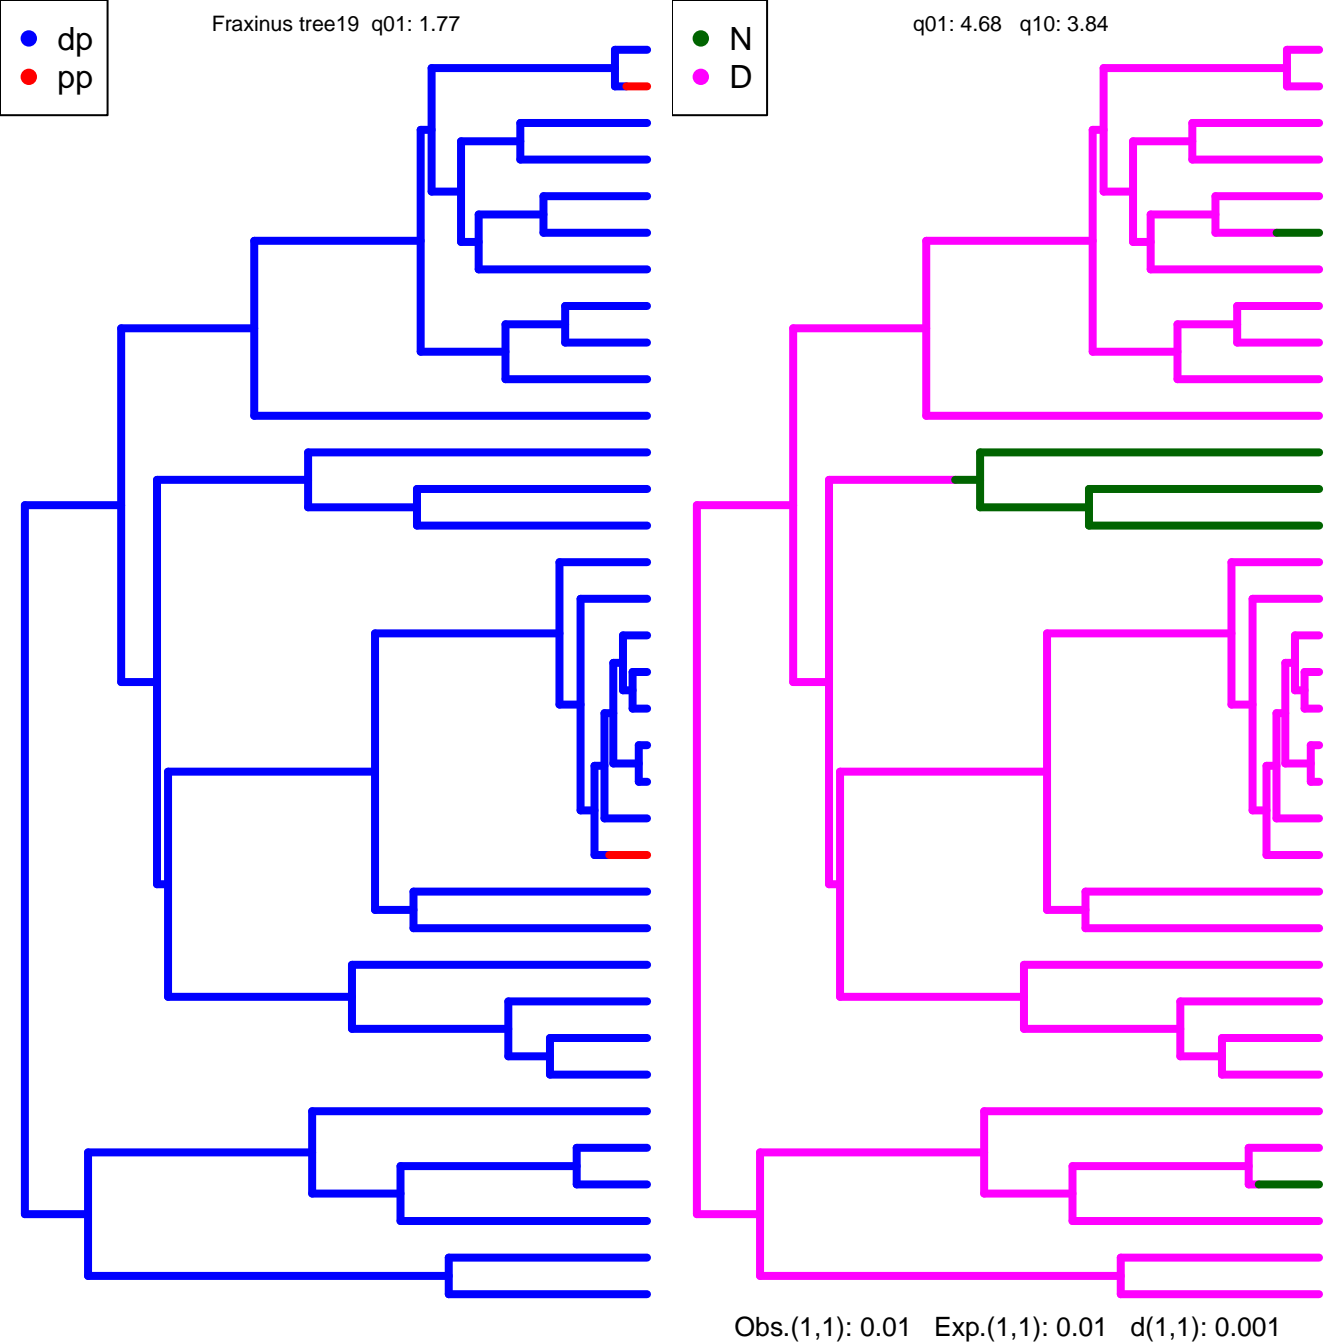 Fraxinus tree19  q01: 1.77
dp
pp
q01: 4.68   q10: 3.84
N
D
Obs.(1,1): 0.01   Exp.(1,1): 0.01   d(1,1): 0.001